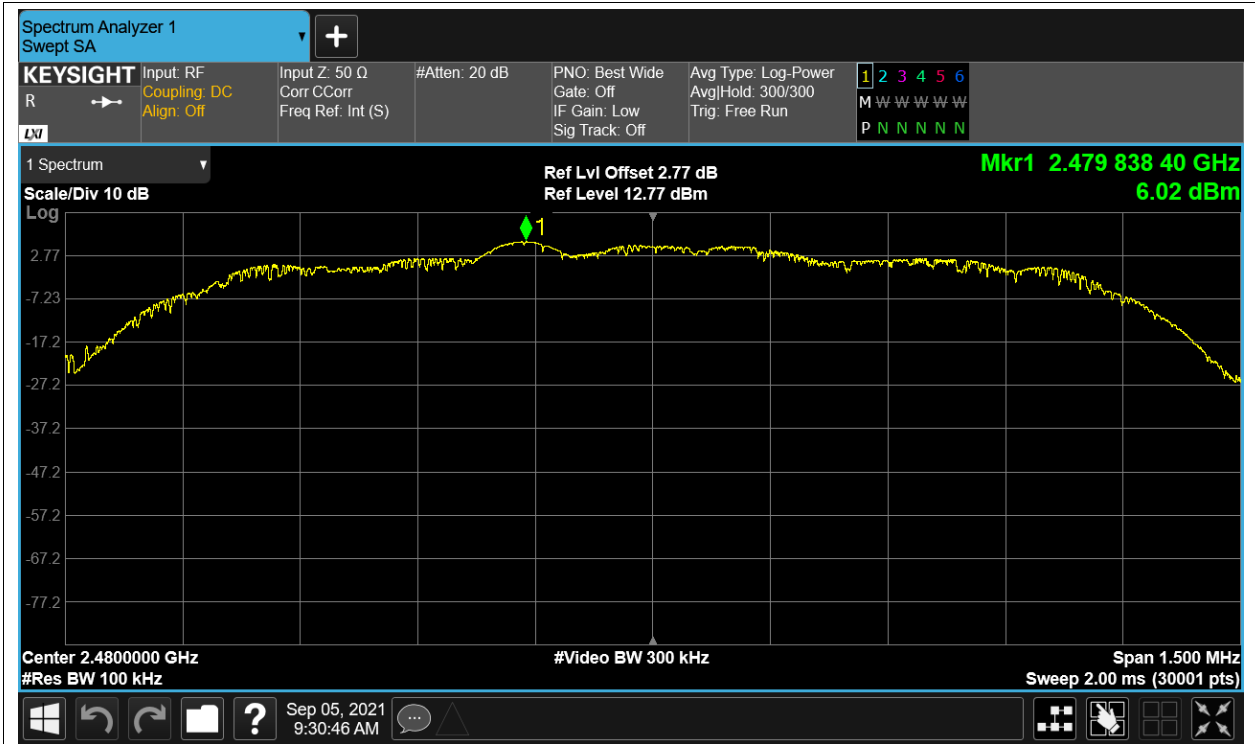 Spectrum Analyzer 1
Swept SA
KEYSIGHT
R
LXI
Input: RF
Coupling: DC
Align: Off
Input Z: 50 Ω
Corr CCorr
Freq Ref: Int (S)
#Atten: 20 dB
PNO: Best Wide
Gate: Off
IF Gain: Low
Sig Track: Off
Avg Type: Log-Power
Avg|Hold: 300/300
Trig: Free Run
1 2 3 4 5 6
M W W W W W
P N N N N N
1 Spectrum
Scale/Div 10 dB
Log
Ref Lvl Offset 2.77 dB
Ref Level 12.77 dBm
Mkr1 2.479 838 40 GHz
6.02 dBm
1
2.77
-7.23
-17.2
-27.2
-37.2
-47.2
-57.2
-67.2
-77.2
Center 2.4800000 GHz
#Res BW 100 kHz
#Video BW 300 kHz
Span 1.500 MHz
Sweep 2.00 ms (30001 pts)
?
Sep 05, 2021
9:30:46 AM